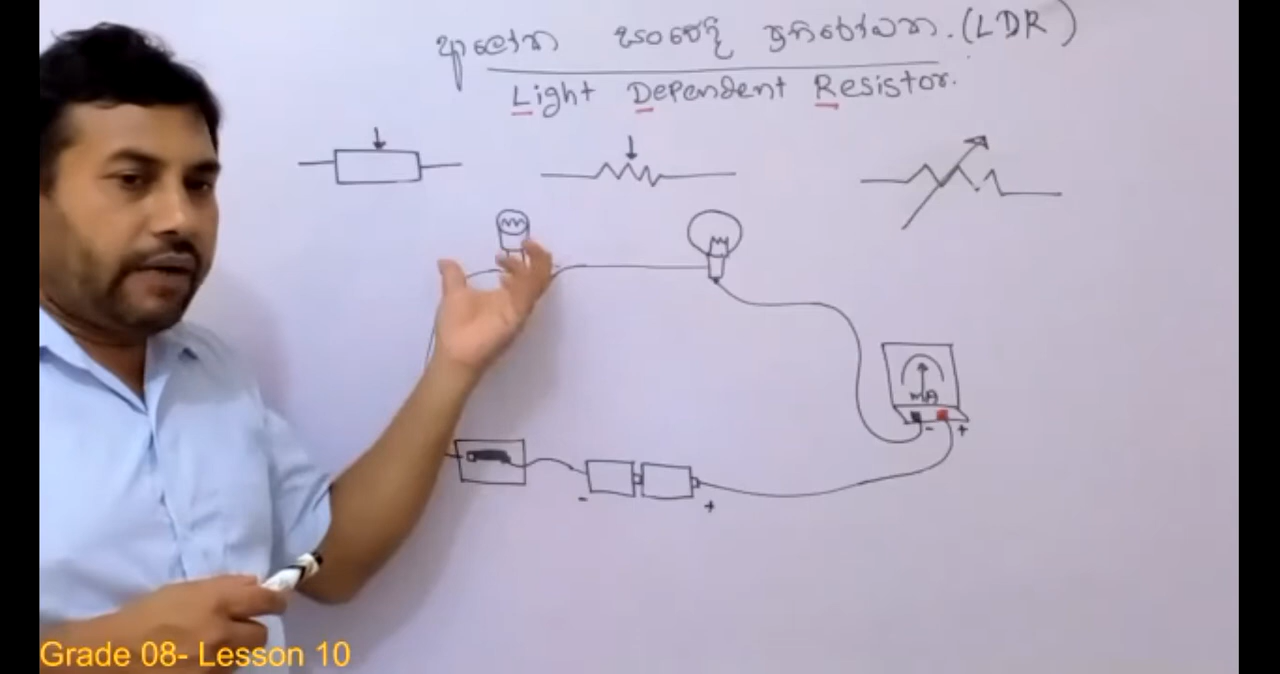 ආලෝක සංවේදී ප්‍රතිරෝධක. (LDR)
Light Dependent Resistor.
mA
- +
- +
Grade 08- Lesson 10